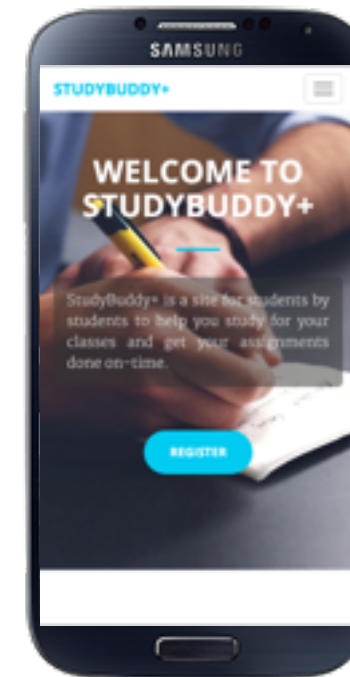 SAMSUNG
STUDYBUDDY+
WELCOME TO
STUDYBUDDY+
StudyBuddy+ is a site for students by
students to help you study for your
classes and get your assignments
done on-time.
REGISTER